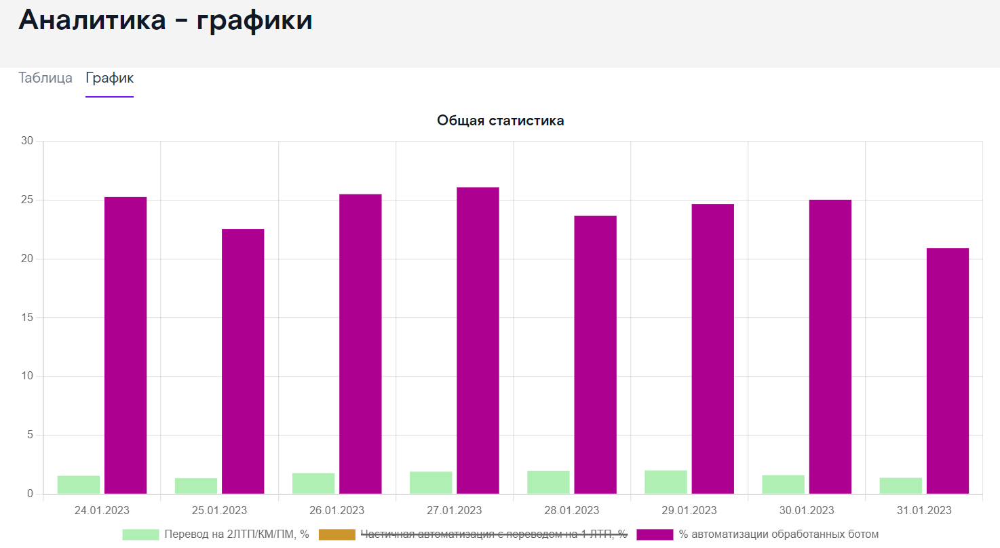 Аналитика – графики
Таблица График
Общая статистика
30
25
20
15
10
5
0
24.01.2023 25.01.2023 26.01.2023 27.01.2023 28.01.2023 29.01.2023 30.01.2023 31.01.2023
Перевод на 2ЛТП/КМ/ПМ, % Частичная автоматизация с переводом на 1 ЛТП, % % автоматизации обработанных ботом